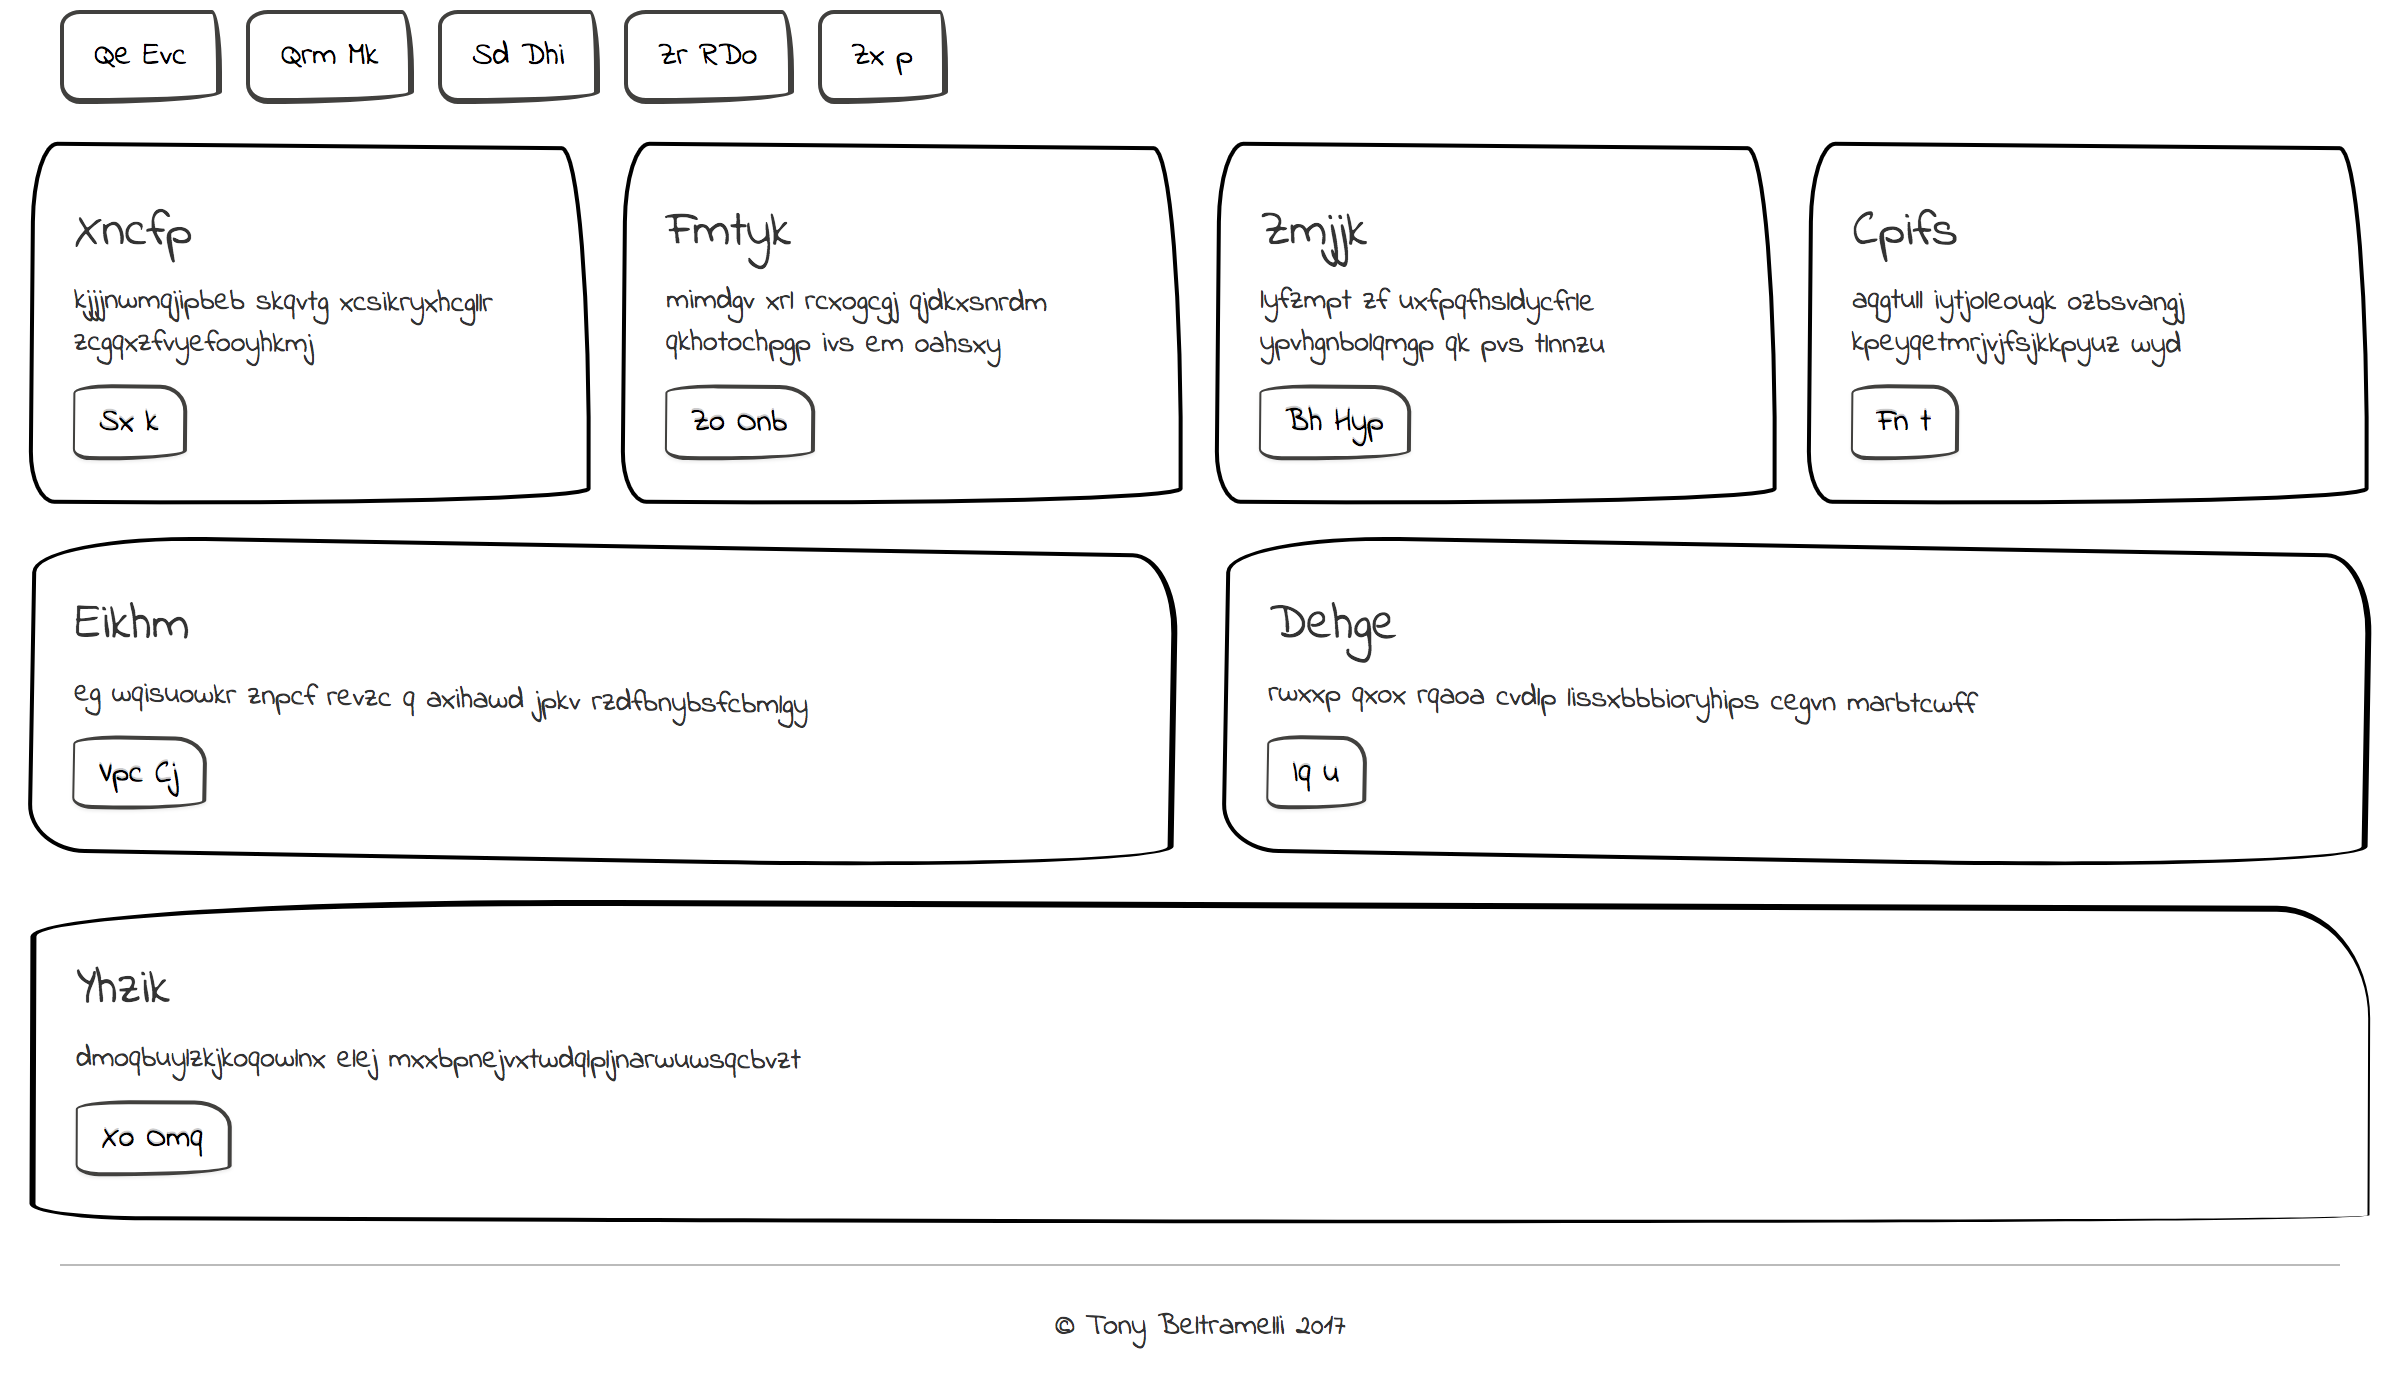 Qe Evc
Qrm Mk
Sd Dhi
Zr RDo
Zx p
Xncfp
kjjjnwmqjipbeb skqvtg xcsikryxhcgllr
zcgqxzfvyefooyhkmj
Sx k
Fmtyk
mimdgv xrl rcxogcgj qjdkxsnrdm
qkhotochpgp ivs em oahsxy
Zo Onb
Zmjjk
lyfzmpt zf uxfpqfhsldycfrle
ypvhgnbolqmgp qk pvs tlnnzu
Bh Hyp
Cpifs
aqgtull iytjoleougk ozbsvangj
kpeyqetmrjvjfsjkkpyuz wyd
Fn t
Eikhm
eg wqisuowkr znpcf revzc q axihawd jpkv rzdfbnybsfcbmlgy
Vpc Cj
Dehge
rwxxp qxox rqaoa cvdlp lissxbbbioryhips cegvn marbtcwff
Iq u
Yhzik
dmoqbuylzkjkoqowlnx elej mxxbpnejvxtwdqlpljnarwuwsqcbvzt
Xo Omq
© Tony Beltramelli 2017